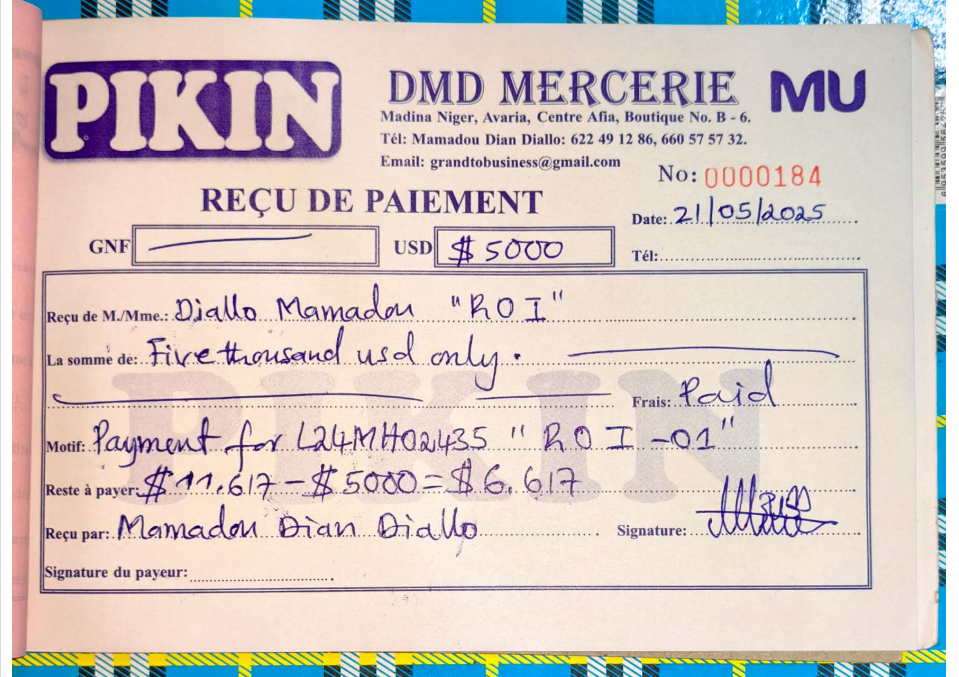 PIKIN
DMD MERCERIE
MU
Madina Niger, Avaria, Centre Afia, Boutique No. B - 6.
Tél: Mamadou Dian Diallo: 622 49 12 86, 660 57 57 32.
Email: grandtobusiness@gmail.com
No: 0000184
REÇU DE PAIEMENT
Date: 21/05/2025
GNF
USD $5000
Tél:
Reçu de M./Mme.: Diallo Mamadou "ROI"
La somme de: Five thousand usd only.
Frais: Paid
PIKIN
Motif: Payment for L24MH02435 "ROI-01"
Reste à payer: $11.617 - $5000 = $6.617
Reçu par: Mamadou Dian Diallo
Signature:
Signature du payeur: